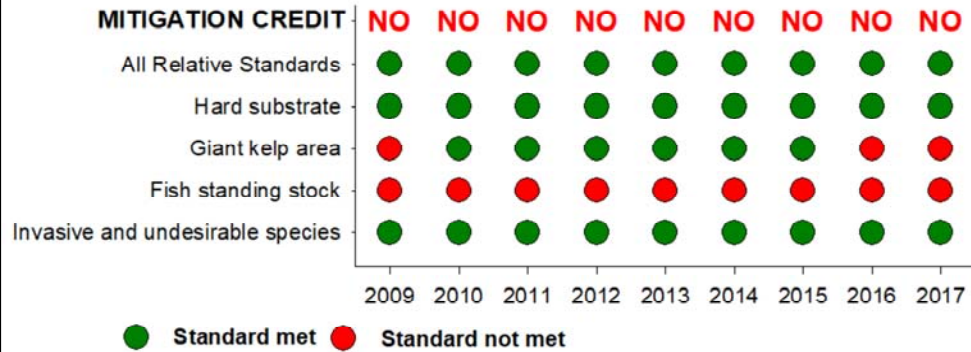 MITIGATION CREDIT NO NO NO NO NO NO NO NO NO
All Relative Standards
Hard substrate
Giant kelp area
Fish standing stock
Invasive and undesirable species
2009 2010 2011 2012 2013 2014 2015 2016 2017
Standard met Standard not met